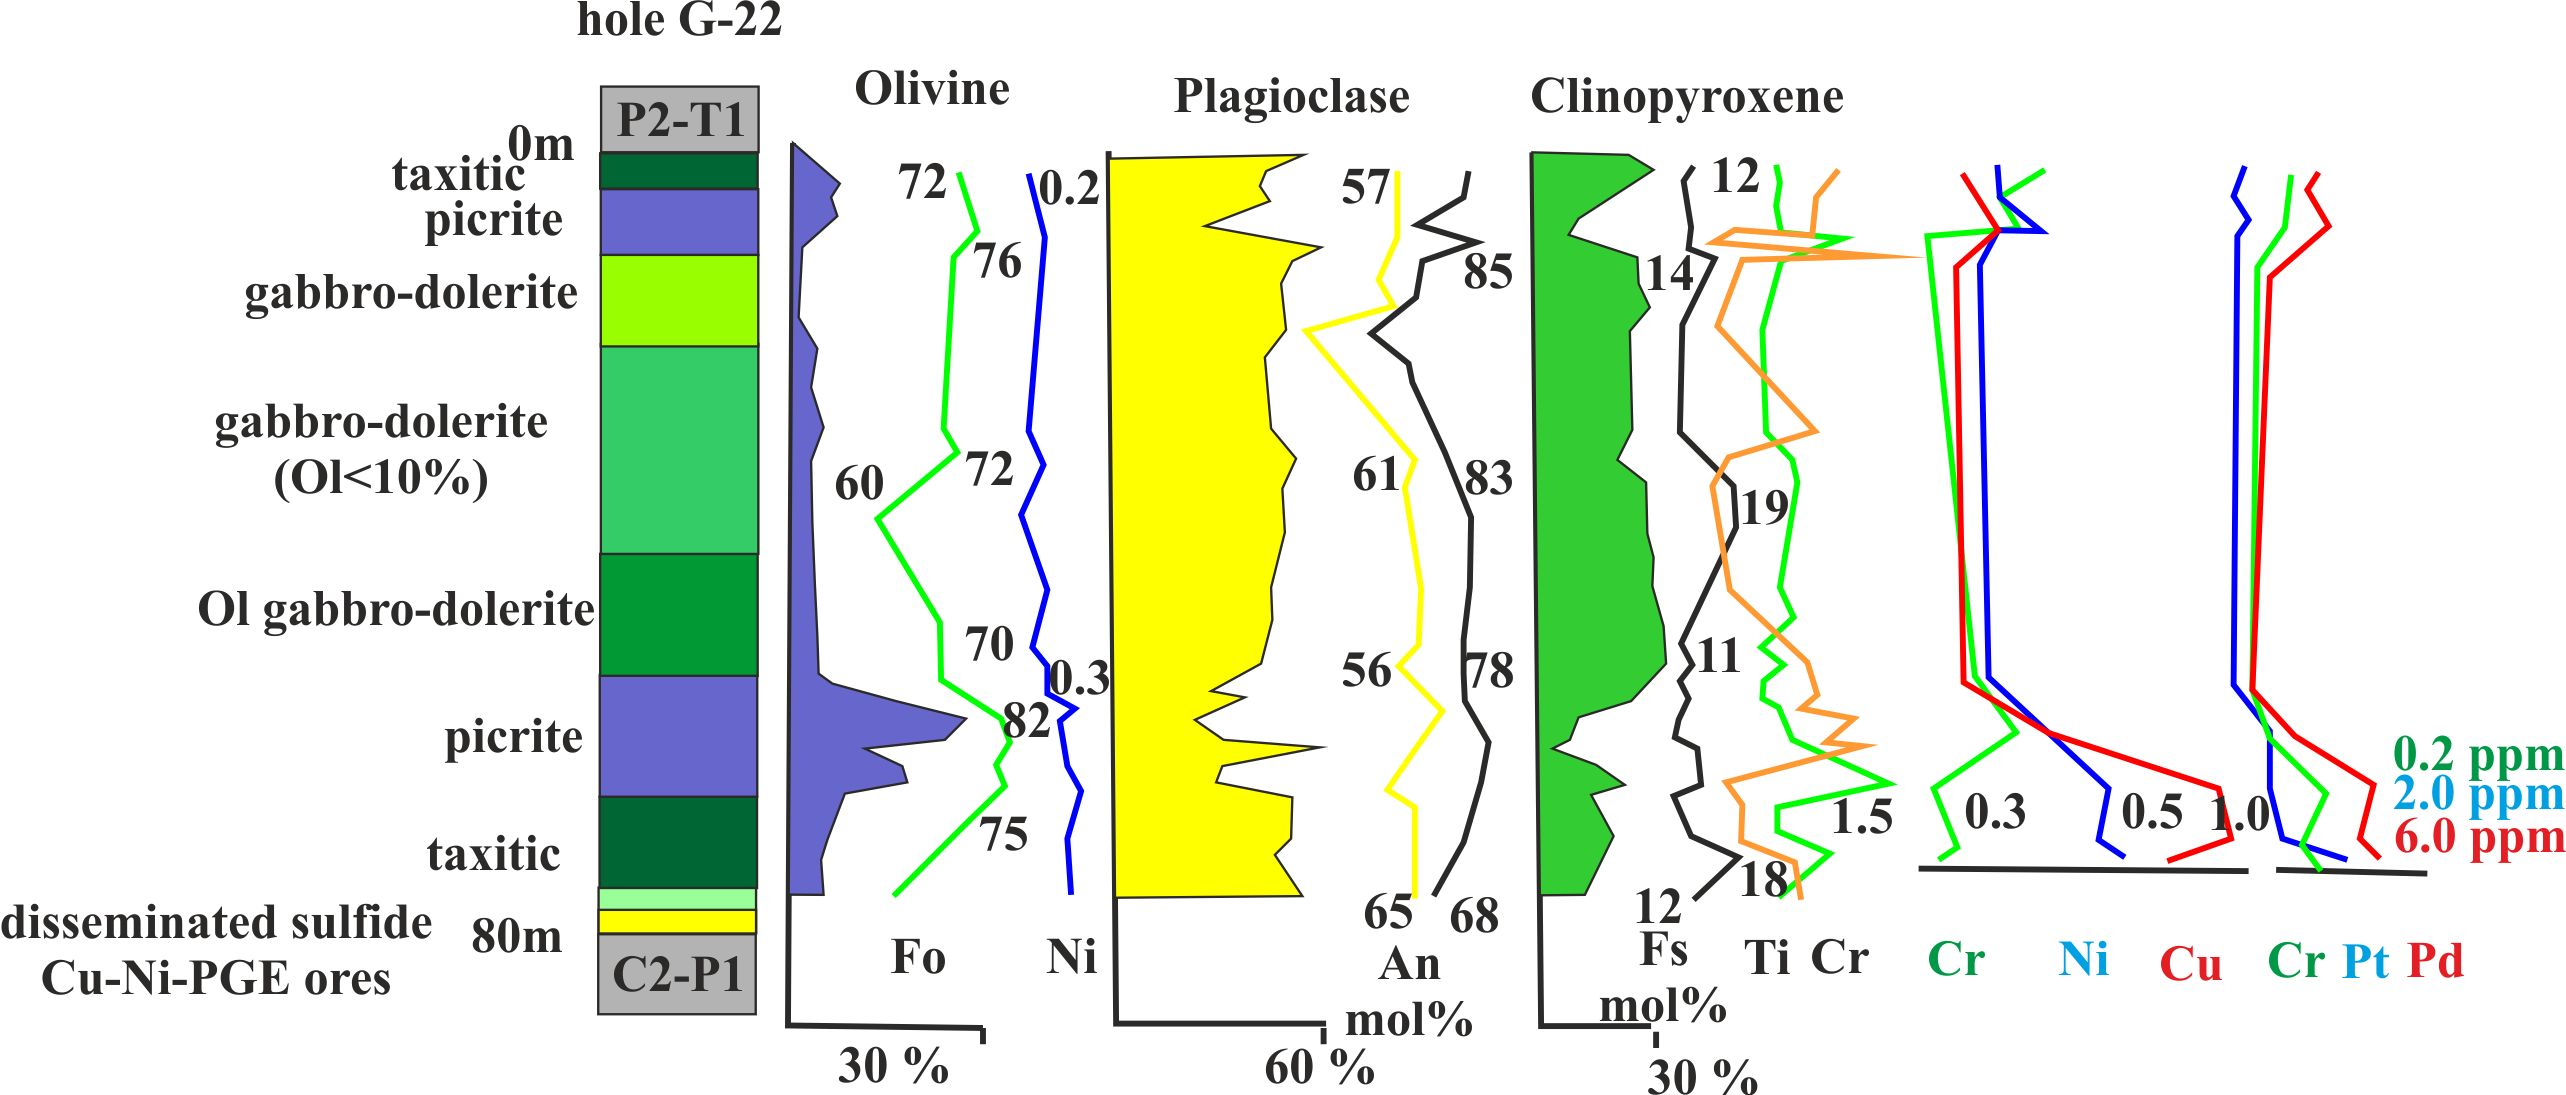 hole G-22
Olivine
Plagioclase
Clinopyroxene
P2-T1
0m
taxitic
picrite
gabbro-dolerite
gabbro-dolerite
(Ol<10%)
Ol gabbro-dolerite
picrite
taxitic
disseminated sulfide
Cu-Ni-PGE ores
80m
C2-P1
72
76
60
72
70
82
75
Fo
30 %
0.2
0.3
Ni
57
61
56
65
85
83
78
68
An
mol%
60 %
12
14
19
11
18
12
Fs
mol%
30 %
1.5
Ti
Cr
0.3
0.5
1.0
Cr
Ni
Cu
0.2 ppm
2.0 ppm
6.0 ppm
Cr
Pt
Pd